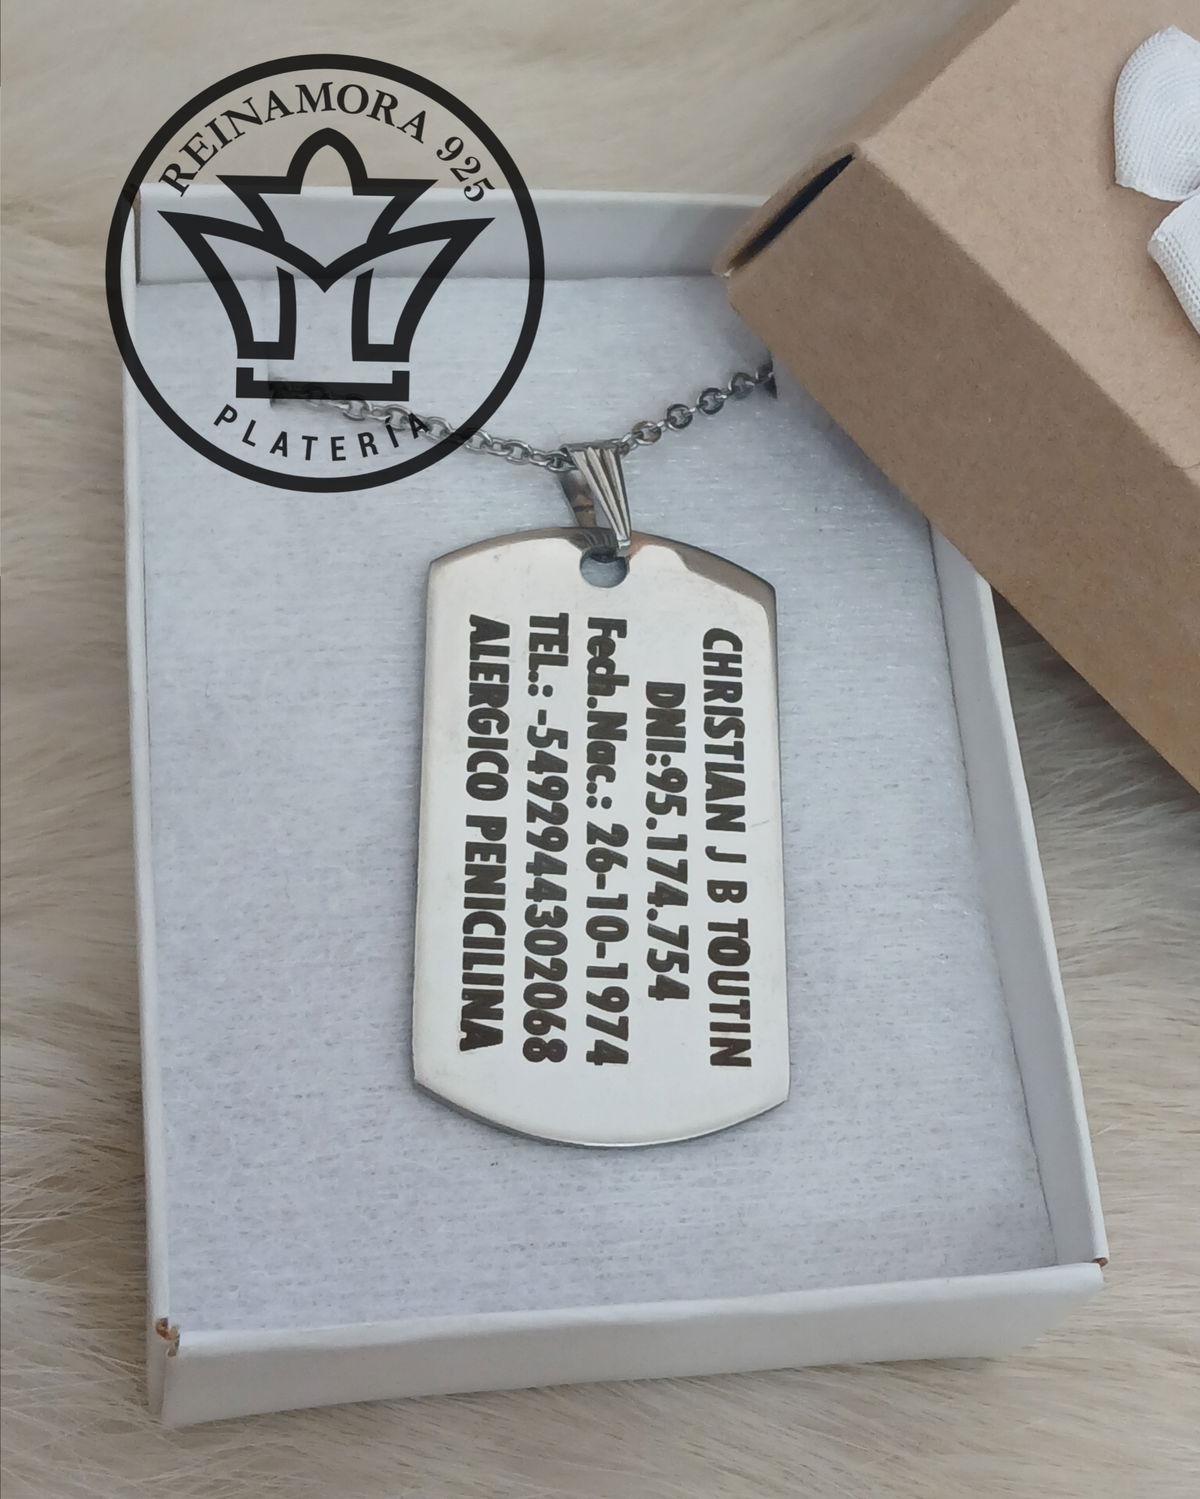 REINAMORA 925
PLATERÍA
CHRISTIAN J B TOUTIN
DNI:95.174.754
Fech.Nac.: 26-10-1974
TEL.: -5492944302068
ALERGICO PENICILINA